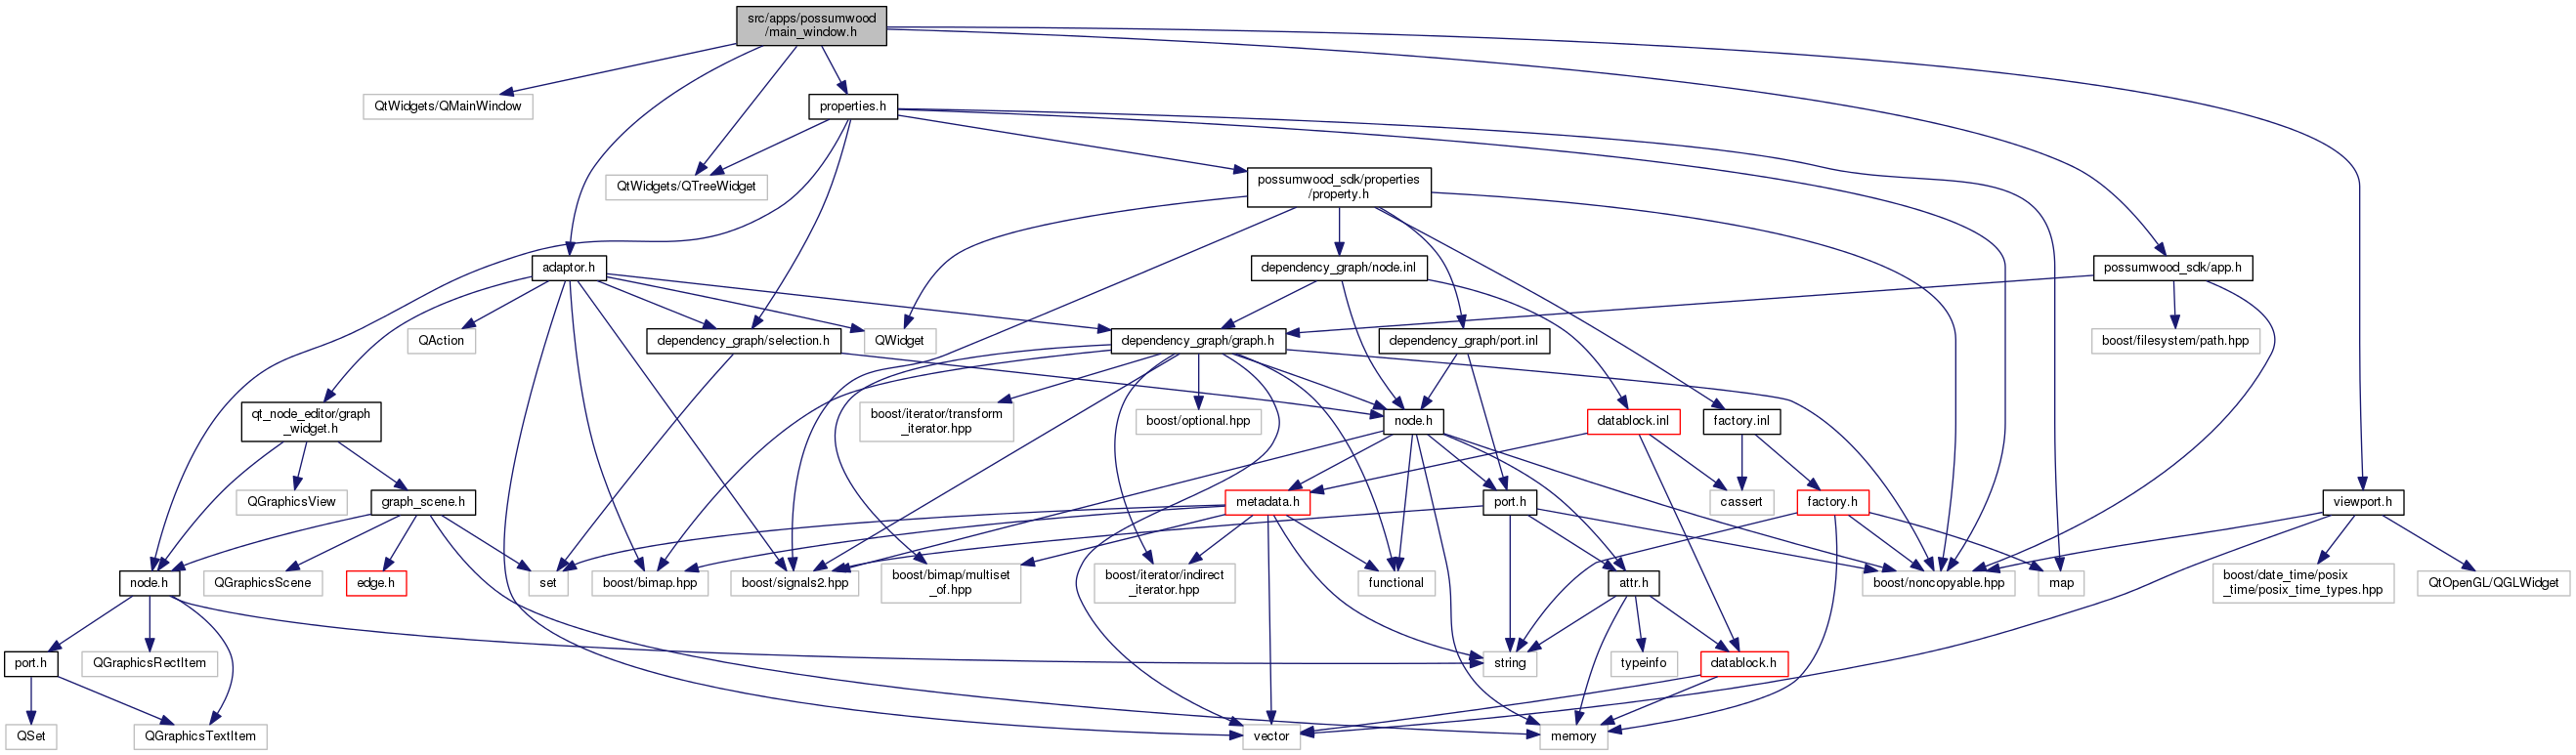 src/apps/possumwood
/main_window.h
QtWidgets/QMainWindow
properties.h
QtWidgets/QTreeWidget
possumwood_sdk/properties
/property.h
adaptor.h
dependency_graph/node.inl
possumwood_sdk/app.h
QAction
dependency_graph/selection.h
QWidget
dependency_graph/graph.h
dependency_graph/port.inl
boost/filesystem/path.hpp
qt_node_editor/graph
_widget.h
boost/iterator/transform
_iterator.hpp
boost/optional.hpp
node.h
datablock.inl
factory.inl
QGraphicsView
graph_scene.h
metadata.h
port.h
cassert
factory.h
viewport.h
node.h
QGraphicsScene
edge.h
set
boost/bimap.hpp
boost/signals2.hpp
boost/bimap/multiset
_of.hpp
boost/iterator/indirect
_iterator.hpp
functional
attr.h
boost/noncopyable.hpp
map
boost/date_time/posix
_time/posix_time_types.hpp
QtOpenGL/QGLWidget
port.h
QGraphicsRectItem
string
typeinfo
datablock.h
QSet
QGraphicsTextItem
vector
memory